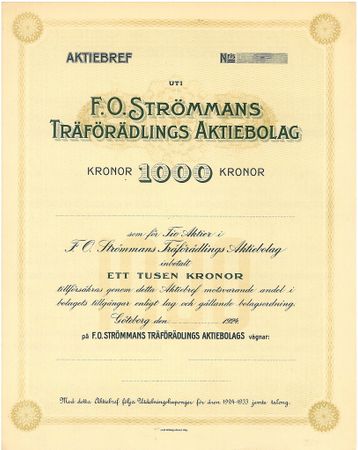 AKTIEBREF Nris
UTI
F.O. STRÖMMANS
TRÄFÖRÄDLINGS AKTIEBOLAG
KRONOR 1000 KRONOR
som för Tio Aktier i
F. O. Strömmans Träförädlings Aktiebolag
inbetalt
ETT TUSEN KRONOR
tillförsäkras genom detta Aktiebref motsvarande andel i
bolagets tillgångar enligt lag och gällande bolagsordning.
Göteborg den 1924
på F.O. STRÖMMANS TRÄFÖRÄDLINGS AKTIEBOLAGS vägnar:
Med detta Aktiebref följa Utdelningskuponger för åren 1924-1933 jemte talong.